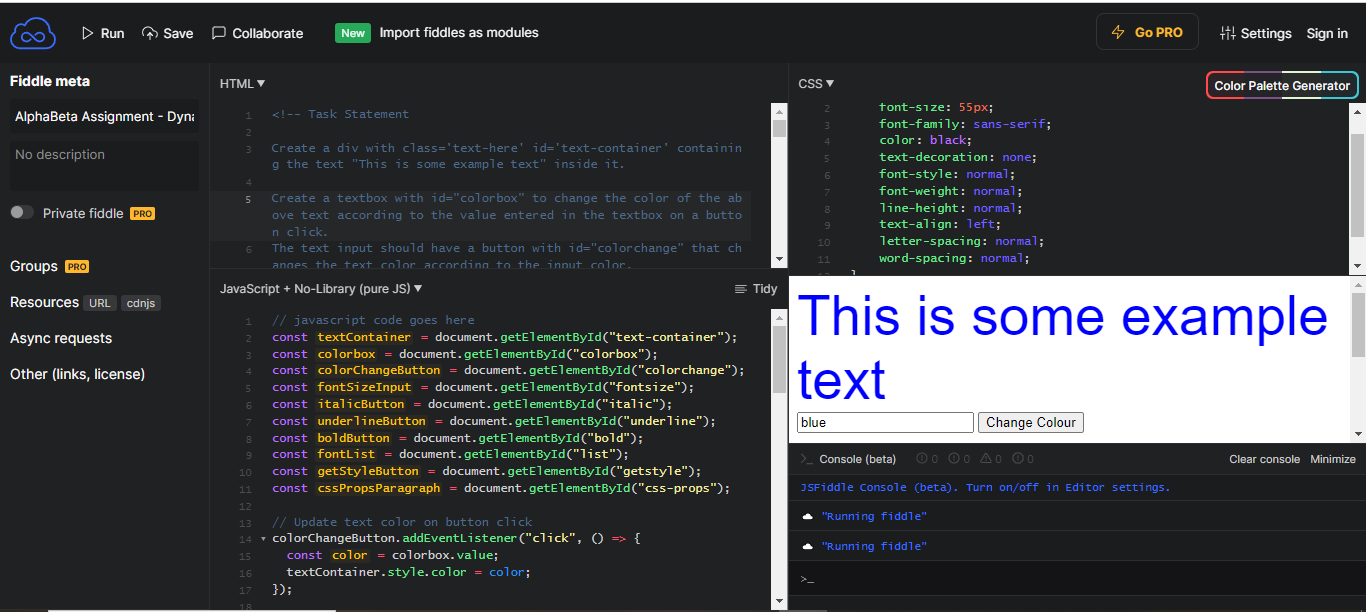 Run Save Collaborate New Import fiddles as modules Go PRO Settings Sign in
Fiddle meta
AlphaBeta Assignment - Dyna
No description
Private fiddle PRO
Groups PRO
Resources URL cdnjs
Async requests
Other (links, license)
HTML
1 <!-- Task Statement
2
3 Create a div with class='text-here' id='text-container' containin
g the text "This is some example text" inside it.
4
5 Create a textbox with id="colorbox" to change the color of the ab
ove text according to the value entered in the textbox on a butto
n click.
6 The text input should have a button with id="colorchange" that ch
anges the text color according to the input color.
CSS
Color Palette Generator
2 font-size: 55px;
3 font-family: sans-serif;
4 color: black;
5 text-decoration: none;
6 font-style: normal;
7 font-weight: normal;
8 line-height: normal;
9 text-align: left;
10 letter-spacing: normal;
11 word-spacing: normal;
JavaScript + No-Library (pure JS) Tidy
1 // javascript code goes here
2 const textContainer = document.getElementById("text-container");
3 const colorbox = document.getElementById("colorbox");
4 const colorChangeButton = document.getElementById("colorchange");
5 const fontSizeInput = document.getElementById("fontsize");
6 const italicButton = document.getElementById("italic");
7 const underlineButton = document.getElementById("underline");
8 const boldButton = document.getElementById("bold");
9 const fontList = document.getElementById("list");
10 const getStyleButton = document.getElementById("getstyle");
11 const cssPropsParagraph = document.getElementById("css-props");
12
13 // Update text color on button click
14 colorChangeButton.addEventListener("click", () => {
15 const color = colorbox.value;
16 textContainer.style.color = color;
17 });
18
This is some example
text
blue Change Colour
>_ Console (beta) 0 0 0 0 Clear console Minimize
JSFiddle Console (beta). Turn on/off in Editor settings.
"Running fiddle"
"Running fiddle"
>_